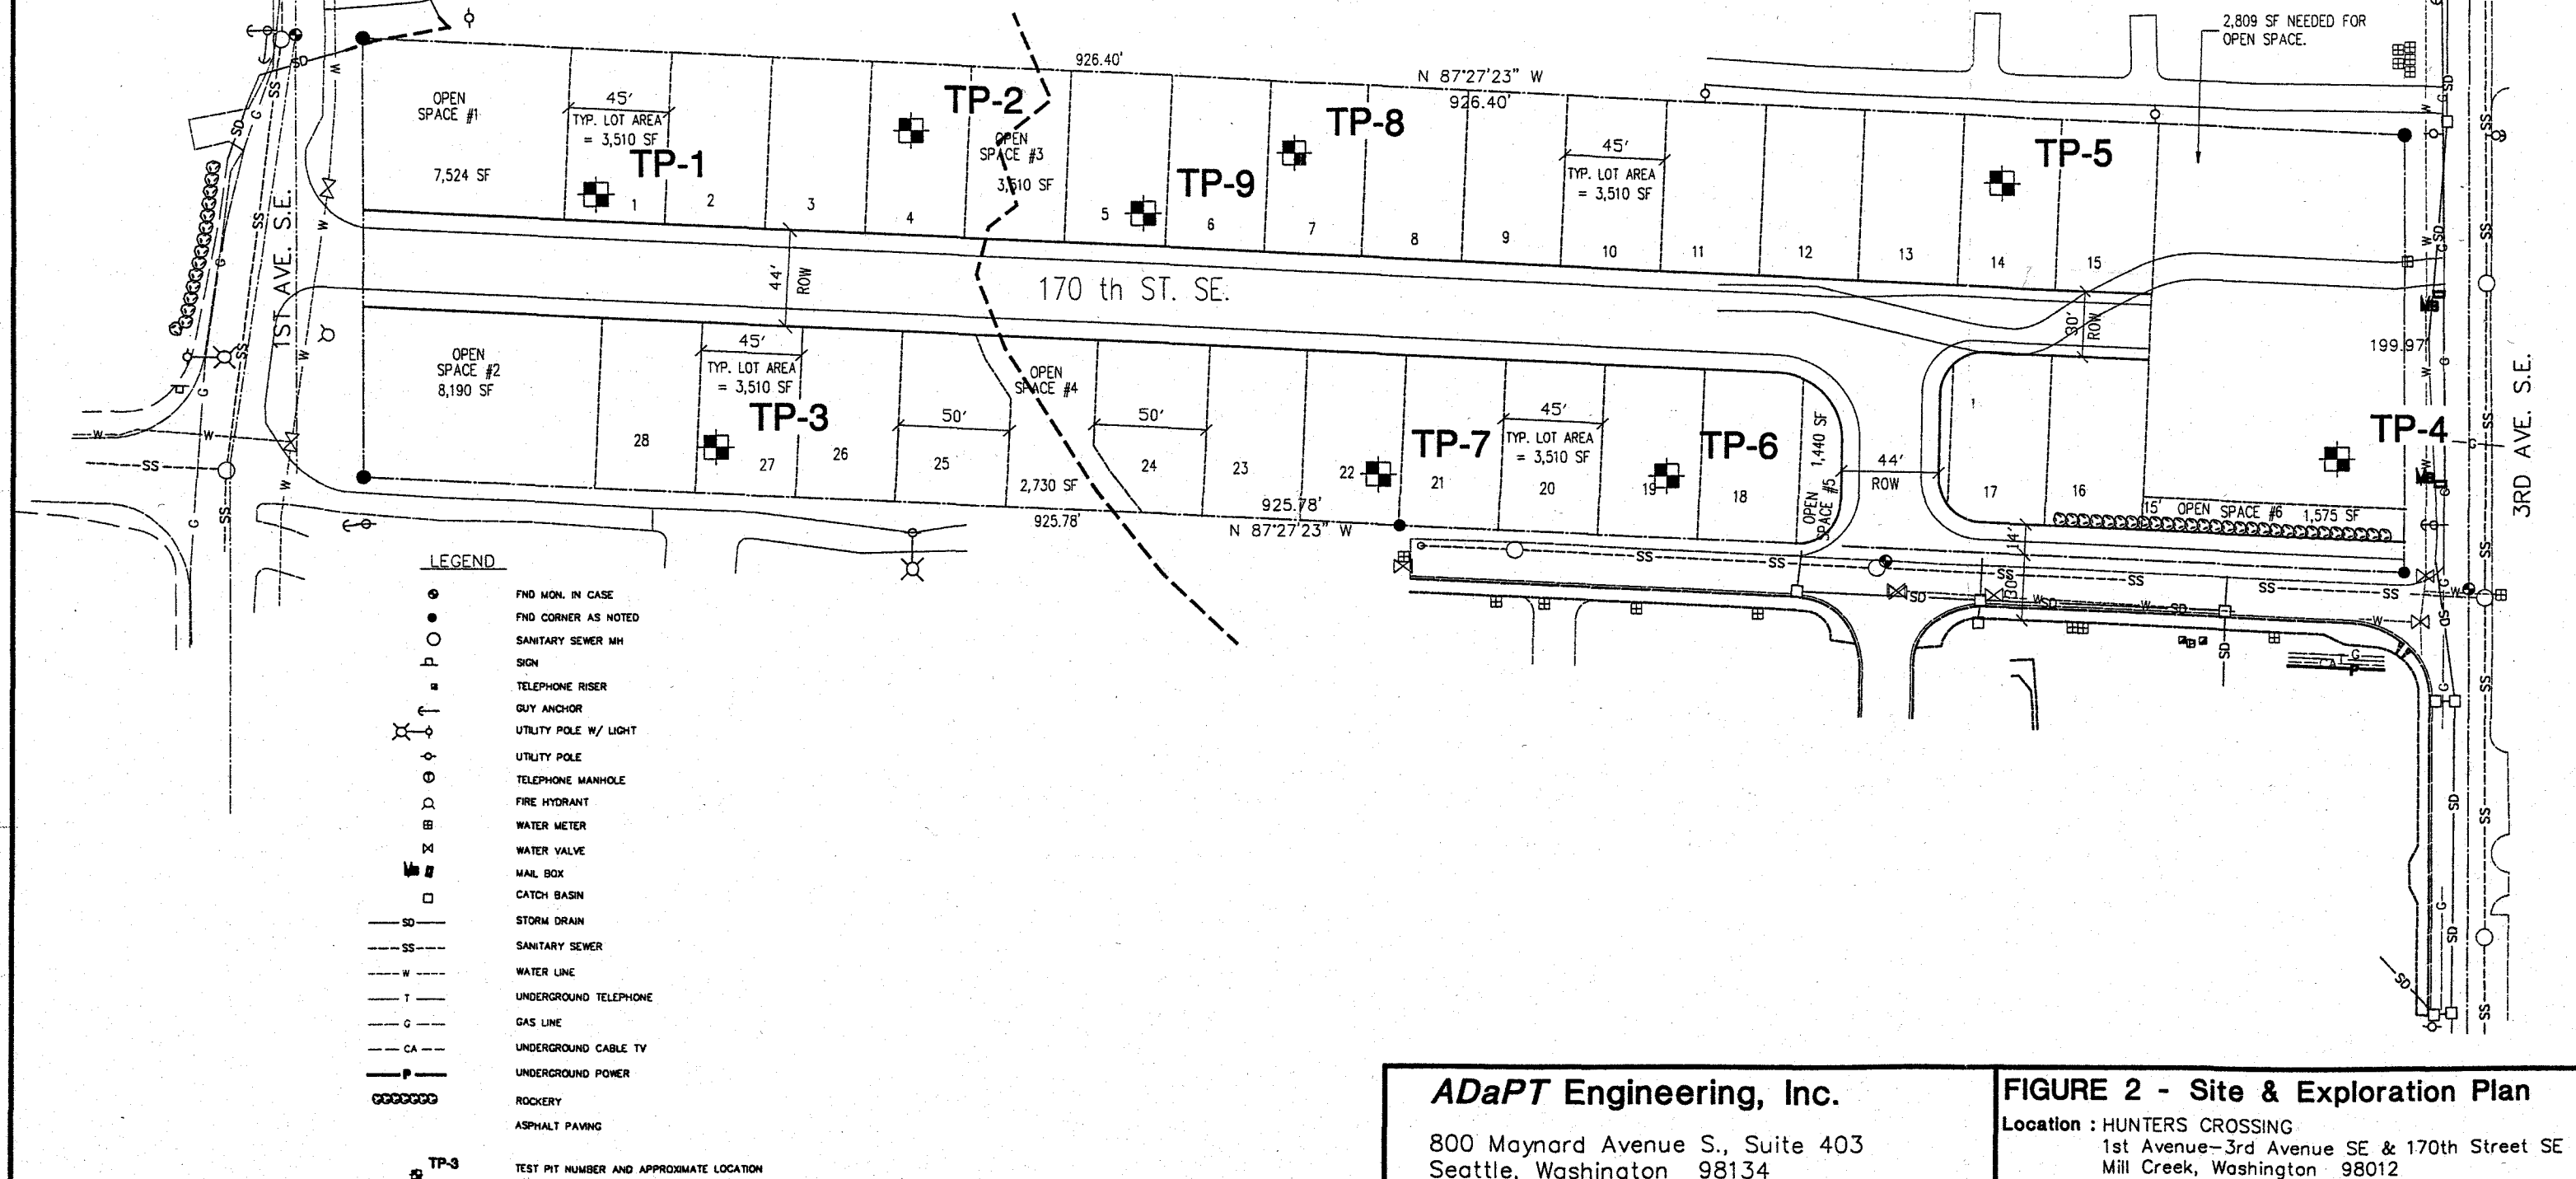 2,809 SF NEEDED FOR
OPEN SPACE.
926.40'
N 87°27'23" W
926.40'
OPEN
SPACE #1
7,524 SF
45'
TYP. LOT AREA
= 3,510 SF
TP-1
TP-2
OPEN
SPACE #3
3,510 SF
TP-9
TP-8
45'
TYP. LOT AREA
= 3,510 SF
TP-5
1
2
3
4
5
6
7
8
9
10
11
12
13
14
15
1ST AVE. S.E.
44'
ROW
170 th ST. SE.
30'
ROW
199.97'
3RD AVE. S.E.
OPEN
SPACE #2
8,190 SF
45'
TYP. LOT AREA
= 3,510 SF
TP-3
50'
OPEN
SPACE #4
50'
TP-7
45'
TYP. LOT AREA
= 3,510 SF
TP-6
OPEN
SPACE #5 1,440 SF
44'
ROW
TP-4
28
27
26
25
24
23
22
21
20
19
18
17
16
2,730 SF
925.78'
925.78'
N 87°27'23" W
15' OPEN SPACE #6 1,575 SF
14'
30'
LEGEND
FND MON. IN CASE
FND CORNER AS NOTED
SANITARY SEWER MH
SIGN
TELEPHONE RISER
GUY ANCHOR
UTILITY POLE W/ LIGHT
UTILITY POLE
TELEPHONE MANHOLE
FIRE HYDRANT
WATER METER
WATER VALVE
MAIL BOX
CATCH BASIN
SD STORM DRAIN
SS SANITARY SEWER
W WATER LINE
T UNDERGROUND TELEPHONE
G GAS LINE
CA UNDERGROUND CABLE TV
P UNDERGROUND POWER
ROCKERY
ASPHALT PAVING
TP-3 TEST PIT NUMBER AND APPROXIMATE LOCATION
ADaPT Engineering, Inc.
800 Maynard Avenue S., Suite 403
Seattle, Washington 98134
FIGURE 2 - Site & Exploration Plan
Location : HUNTERS CROSSING
1st Avenue-3rd Avenue SE & 170th Street SE
Mill Creek, Washington 98012